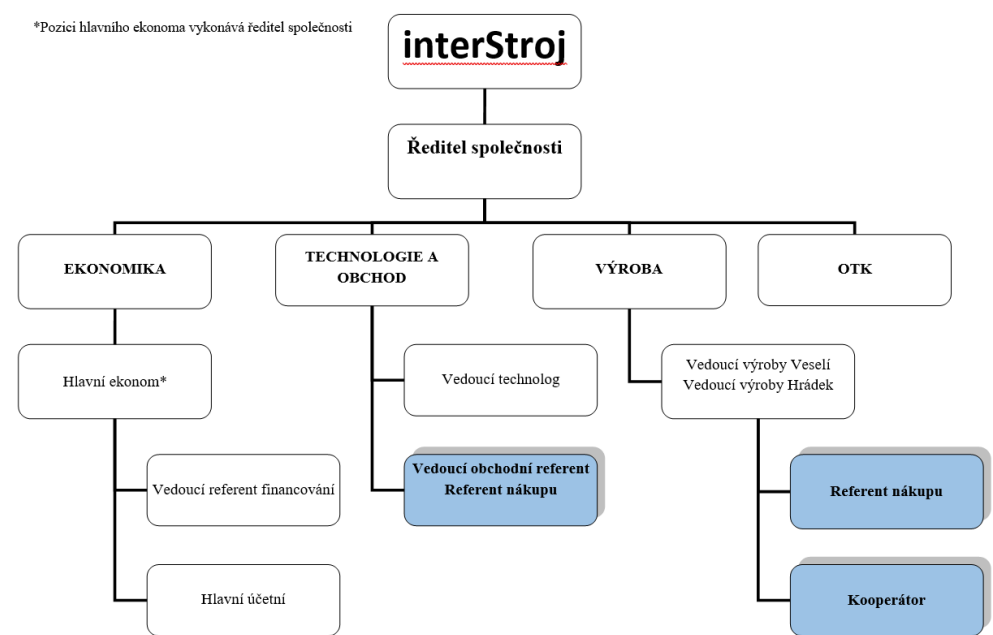 *Pozici hlavního ekonoma vykonává ředitel společnosti
interStroj
Ředitel společnosti
EKONOMIKA
TECHNOLOGIE A
OBCHOD
VÝROBA
OTK
Hlavní ekonom*
Vedoucí technolog
Vedoucí výroby Veselí
Vedoucí výroby Hrádek
Vedoucí referent financování
Vedoucí obchodní referent
Referent nákupu
Referent nákupu
Hlavní účetní
Kooperátor